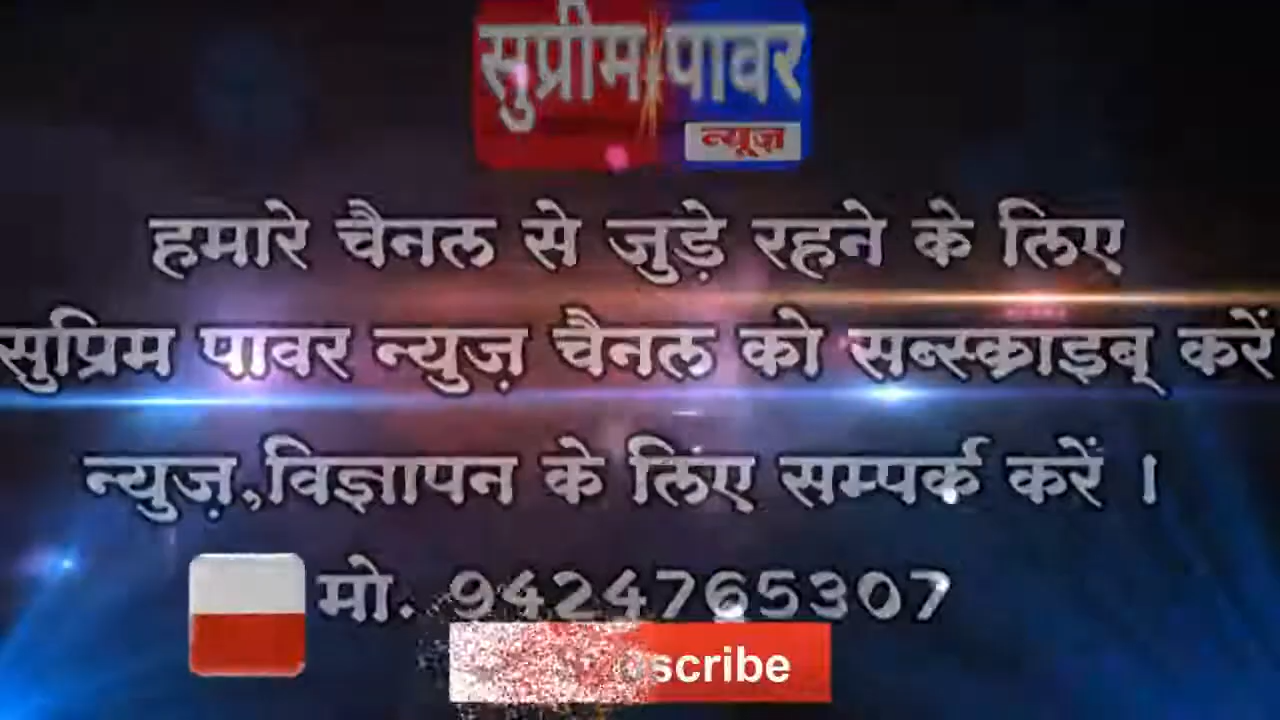 सुप्रीम पावर
न्यूज़
हमारे चैनल से जुड़े रहने के लिए
सुप्रिम पावर न्युज़ चैनल को सब्स्क्राइब् करें
न्युज़,विज्ञापन के लिए सम्पर्क करें ।
मो. 9424765307
scribe